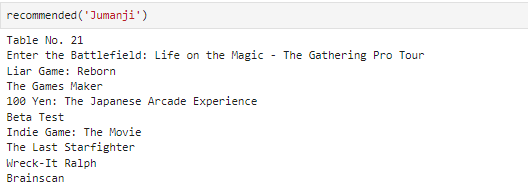 recommended('Jumanji')
Table No. 21
Enter the Battlefield: Life on the Magic - The Gathering Pro Tour
Liar Game: Reborn
The Games Maker
100 Yen: The Japanese Arcade Experience
Beta Test
Indie Game: The Movie
The Last Starfighter
Wreck-It Ralph
Brainscan